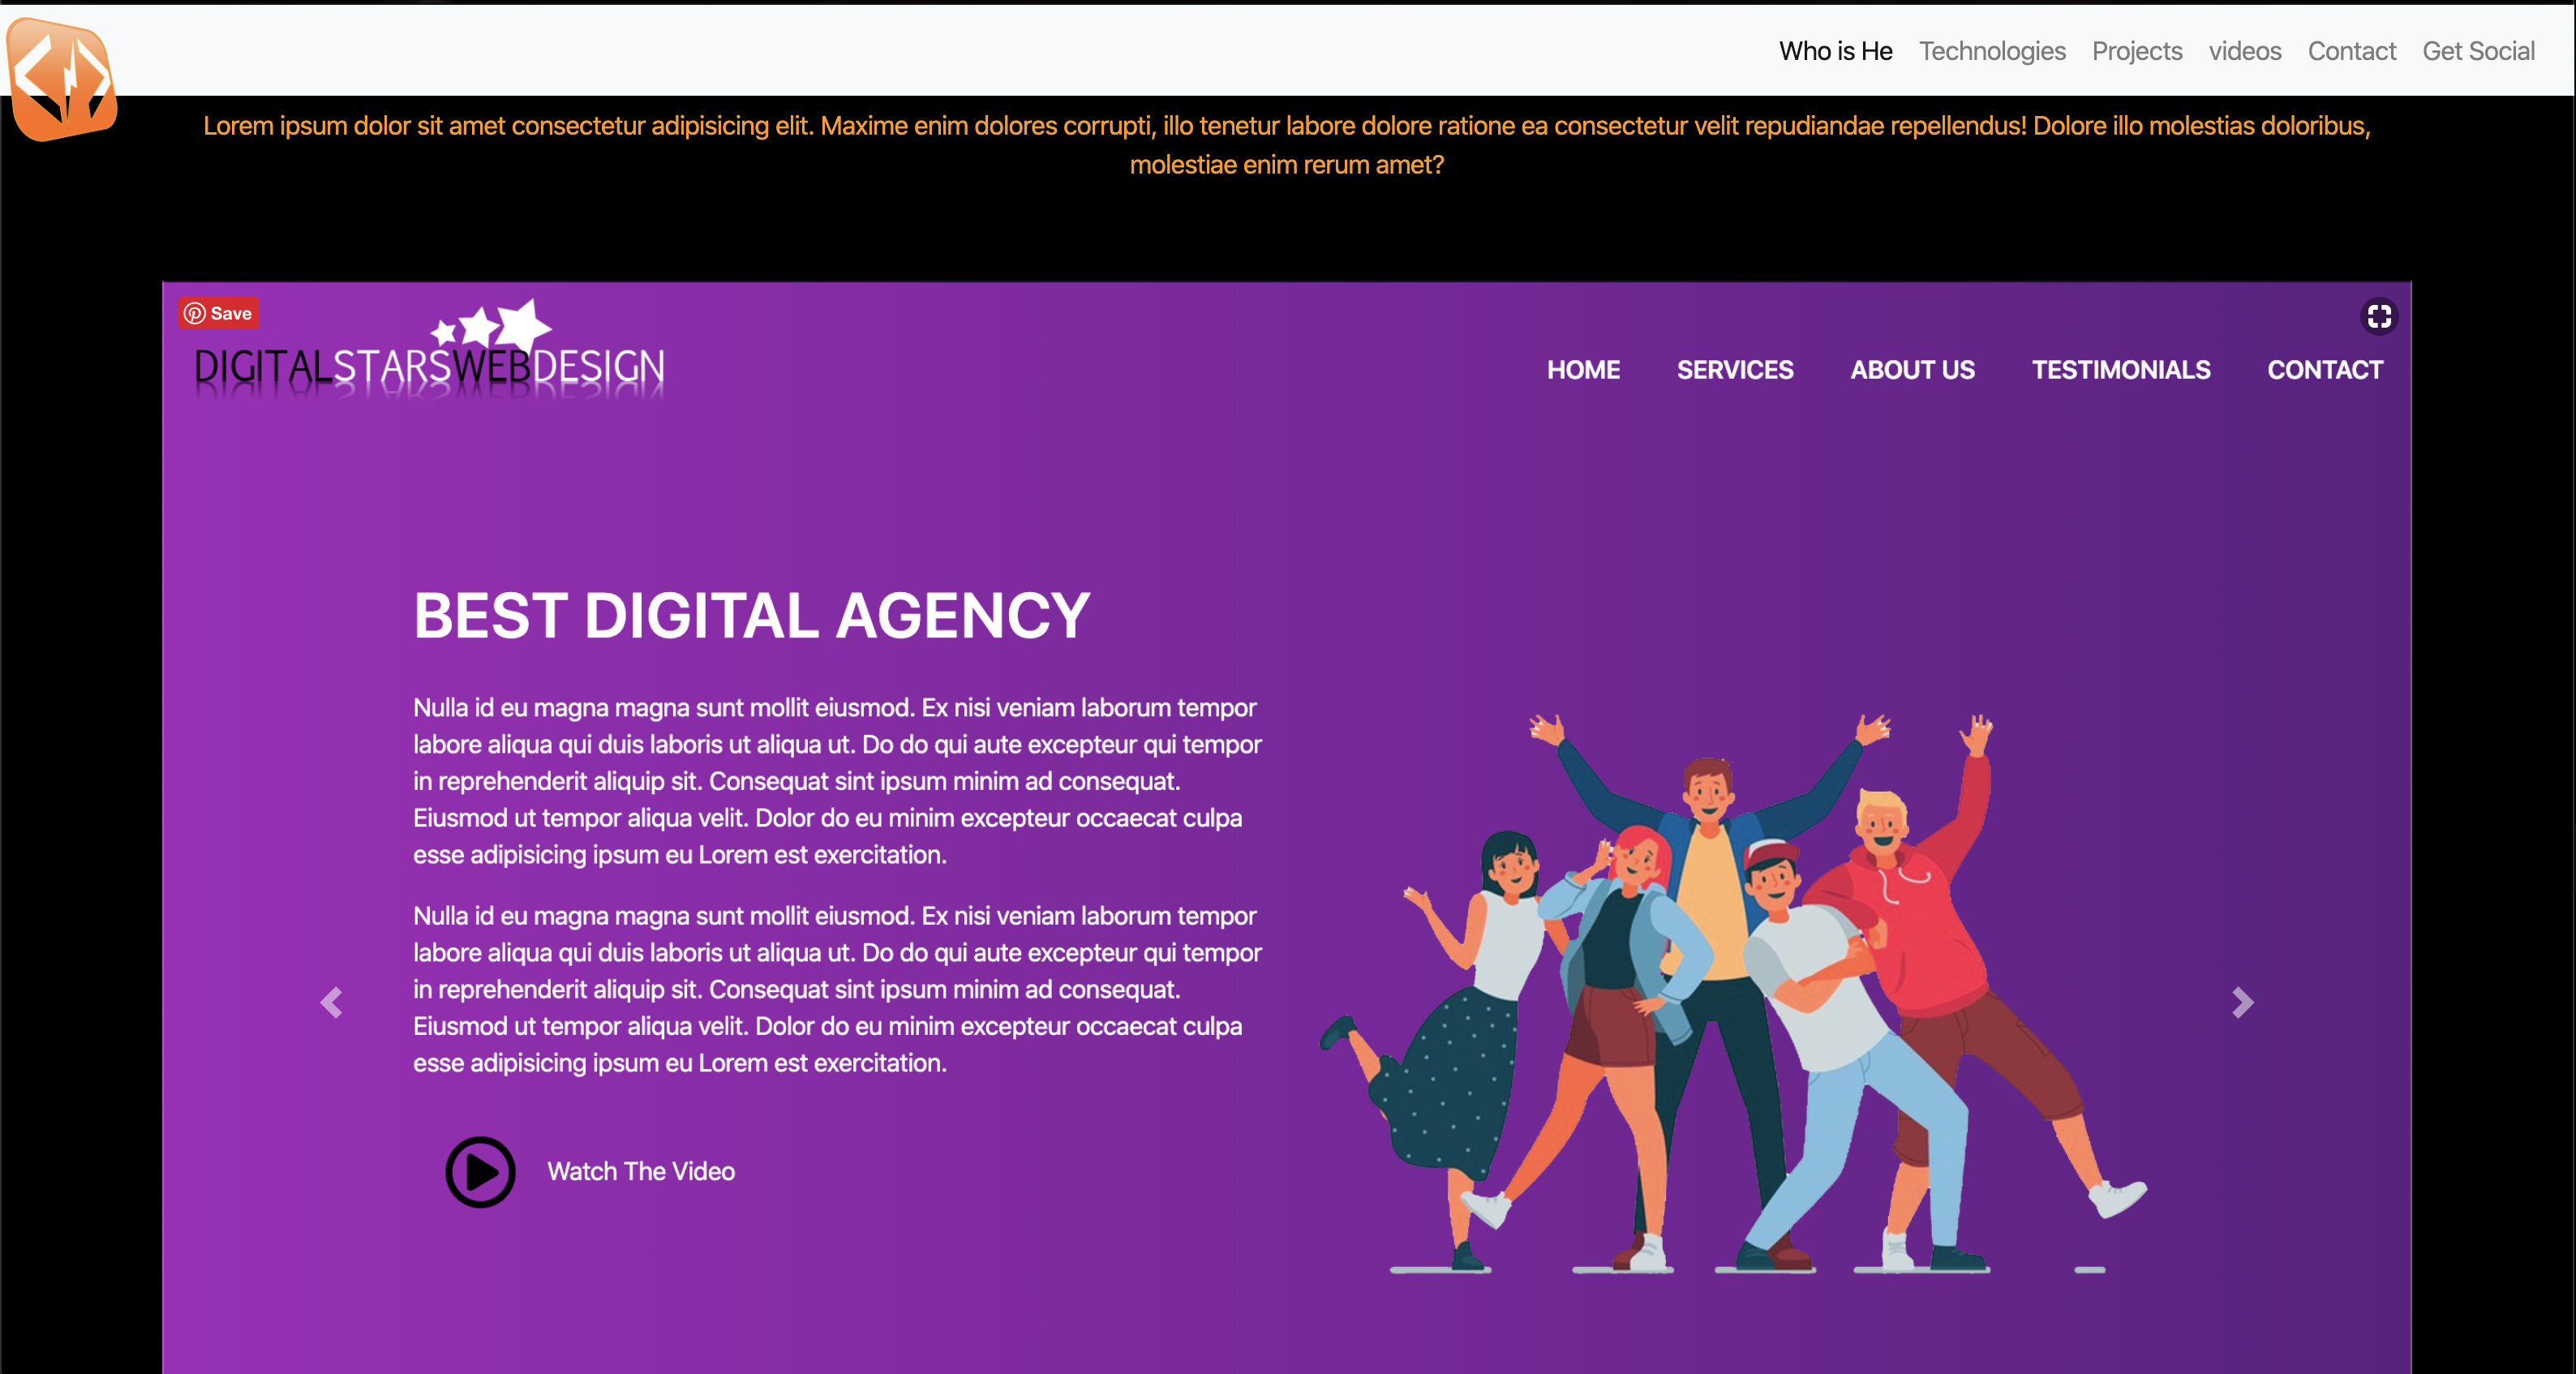 Who is He Technologies Projects videos Contact Get Social
Lorem ipsum dolor sit amet consectetur adipisicing elit. Maxime enim dolores corrupti, illo tenetur labore dolore ratione ea consectetur velit repudiandae repellendus! Dolore illo molestias doloribus,
molestiae enim rerum amet?
Save
DIGITALSTARSWEBDESIGN
HOME SERVICES ABOUT US TESTIMONIALS CONTACT
BEST DIGITAL AGENCY
Nulla id eu magna magna sunt mollit eiusmod. Ex nisi veniam laborum tempor
labore aliqua qui duis laboris ut aliqua ut. Do do qui aute excepteur qui tempor
in reprehenderit aliquip sit. Consequat sint ipsum minim ad consequat.
Eiusmod ut tempor aliqua velit. Dolor do eu minim excepteur occaecat culpa
esse adipisicing ipsum eu Lorem est exercitation.
Nulla id eu magna magna sunt mollit eiusmod. Ex nisi veniam laborum tempor
labore aliqua qui duis laboris ut aliqua ut. Do do qui aute excepteur qui tempor
in reprehenderit aliquip sit. Consequat sint ipsum minim ad consequat.
Eiusmod ut tempor aliqua velit. Dolor do eu minim excepteur occaecat culpa
esse adipisicing ipsum eu Lorem est exercitation.
Watch The Video